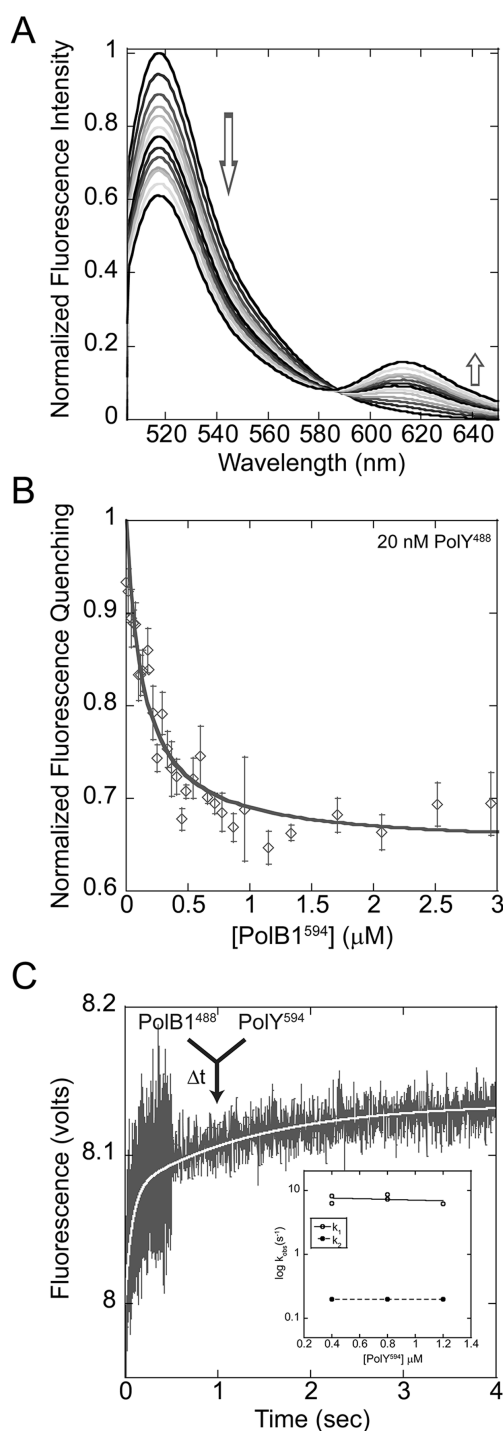 A
Normalized Fluorescence Intensity
1
0.8
0.6
0.4
0.2
0
520 540 560 580 600 620 640
Wavelength (nm)
B
20 nM PolY488
Normalized Fluorescence Quenching
1
0.9
0.8
0.7
0.6
0 0.5 1 1.5 2 2.5 3
[PolB1594] (μM)
C
8.2
PolB1488 PolY594
Δt
Fluorescence (volts)
8.1
8
10
1
0.1
log kobs(s-1)
k1
k2
0.2 0.4 0.6 0.8 1 1.2 1.4
[PolY594] μM
0 1 2 3 4
Time (sec)